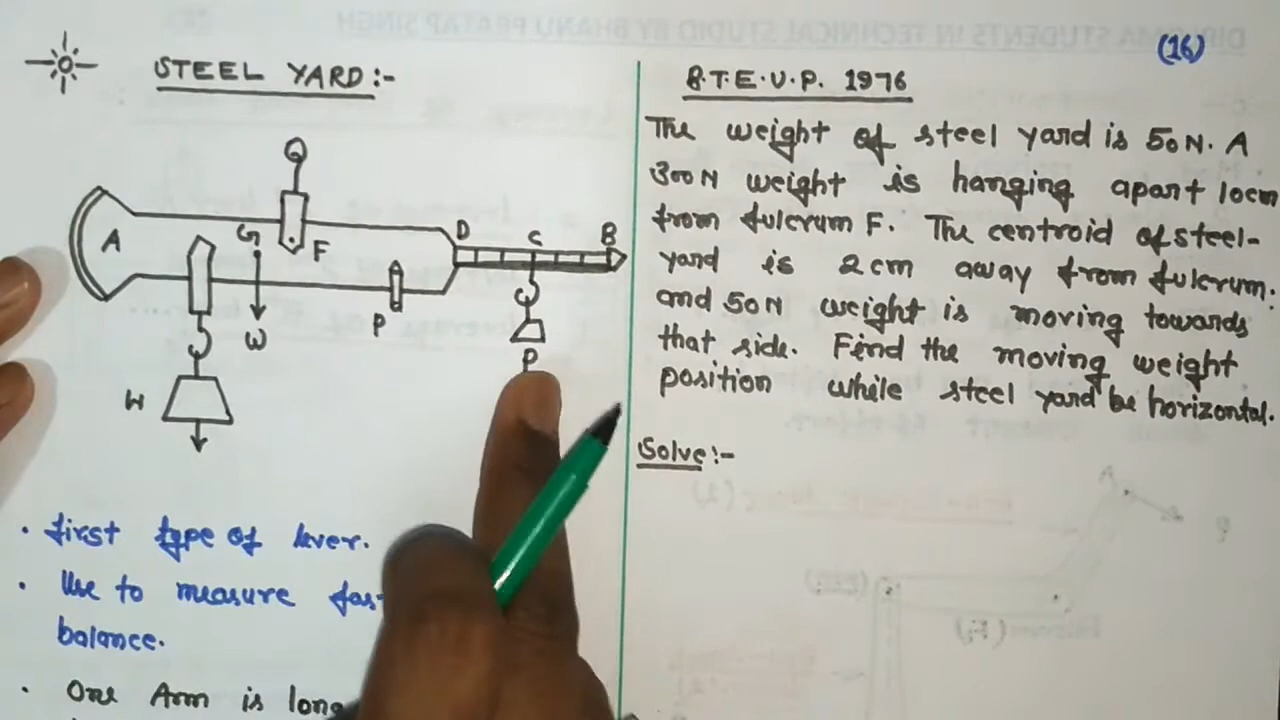 (16)
STEEL YARD:-
Q
A
G
F
D
C
B
P
W
P
W
• first type of lever.
• Use to measure fas
balance.
• One Arm is long
B.T.E.U.P. 1976
The weight of steel yard is 50N. A
300N weight is hanging apart 10cm
from fulcrum F. The centroid of steel-
yard is 2cm away from fulcrum.
and 50N weight is moving towards
that side. Find the moving weight
position while steel yard be horizontal.
Solve:-